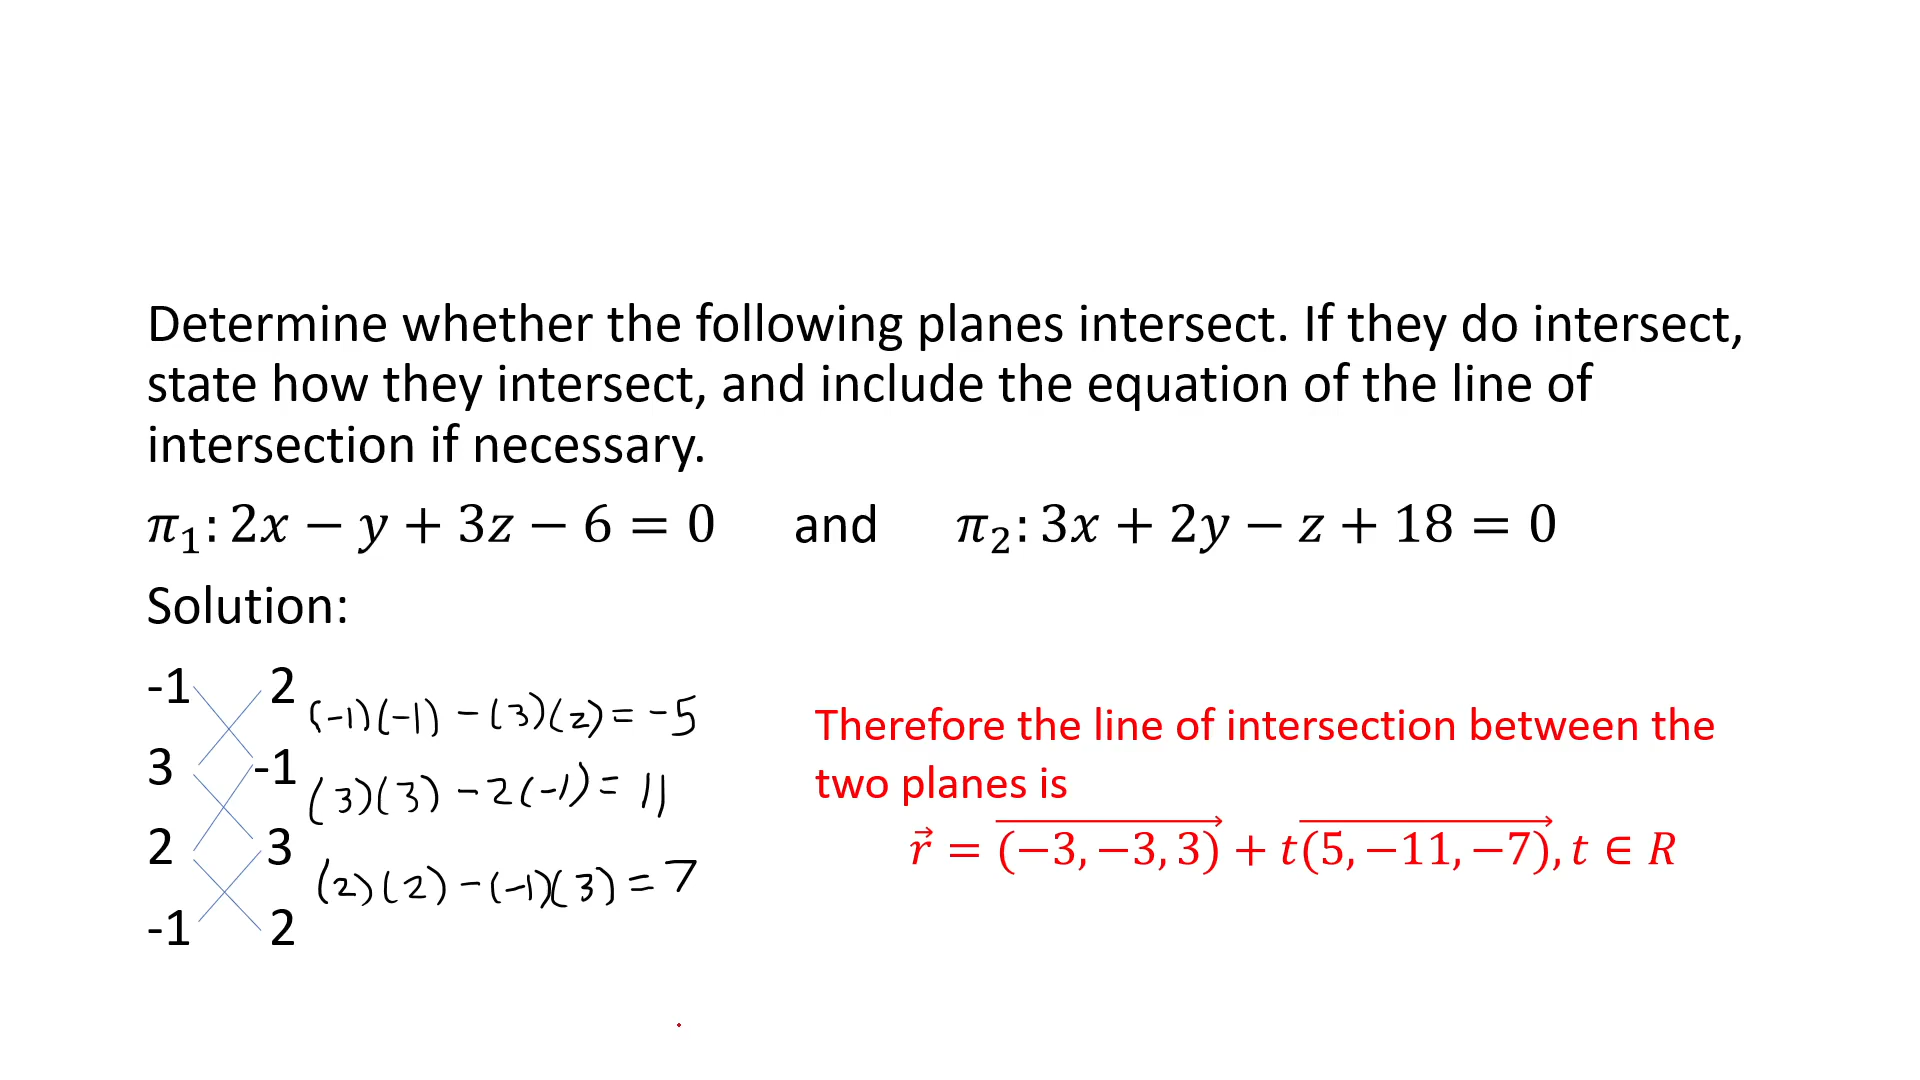 Determine whether the following planes intersect. If they do intersect,
state how they intersect, and include the equation of the line of
intersection if necessary.
π₁: 2x − y + 3z − 6 = 0 and π₂: 3x + 2y − z + 18 = 0
Solution:
-1 2 (-1)(-1) - (3)(2) = -5
3 -1 (3)(3) - 2(-1) = 11
2 3 (2)(2) - (-1)(3) = 7
-1 2
Therefore the line of intersection between the
two planes is
r⃗ = (−3, −3, 3) + t(5, −11, −7), t ∈ R